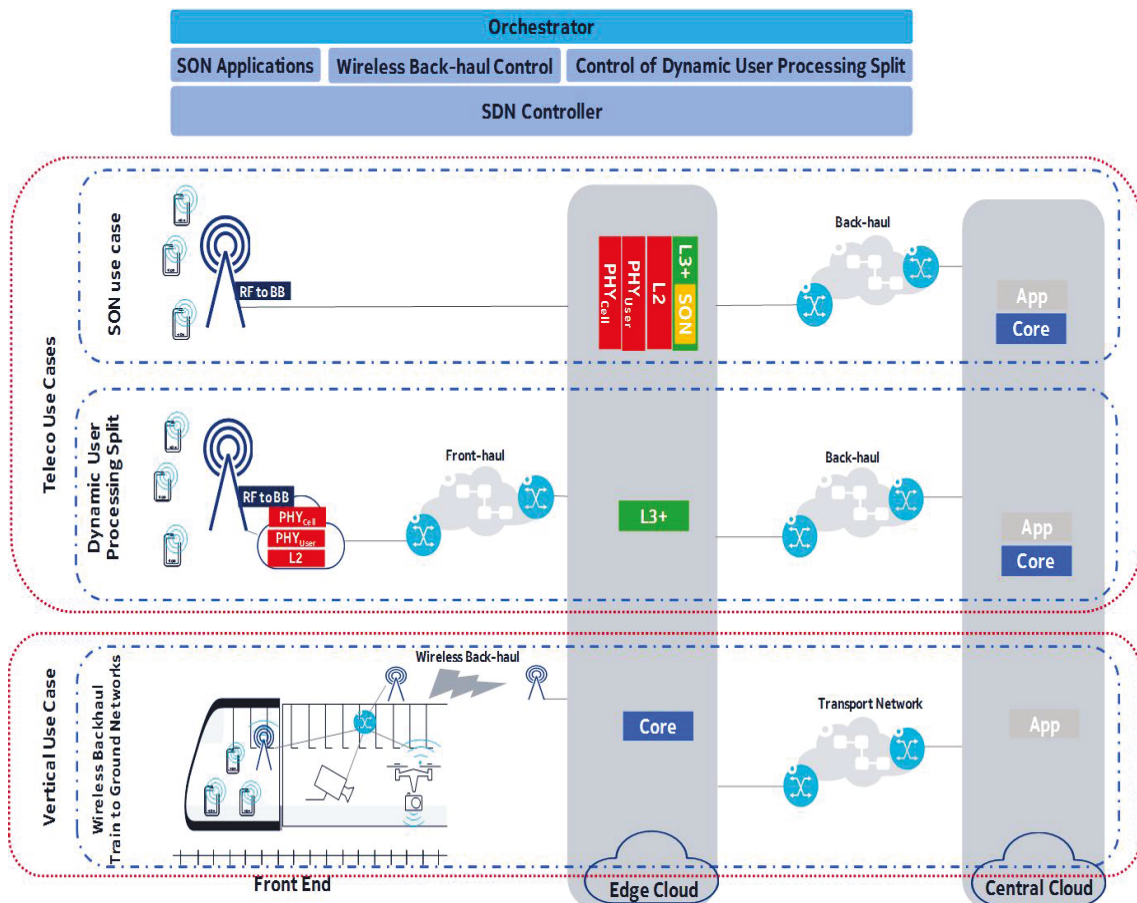 Orchestrator
SON Applications
Wireless Back-haul Control
Control of Dynamic User Processing Split
SDN Controller
Teleco Use Cases
SON use case
RF to BB
PHYCell
PHYUser
L2
L3+
SON
Back-haul
App
Core
Dynamic User
Processing Split
RF to BB
PHYCell
PHYUser
L2
Front-haul
L3+
Back-haul
App
Core
Vertical Use Case
Wireless Backhaul
Train to Ground Networks
Wireless Back-haul
Core
Transport Network
App
Front End
Edge Cloud
Central Cloud